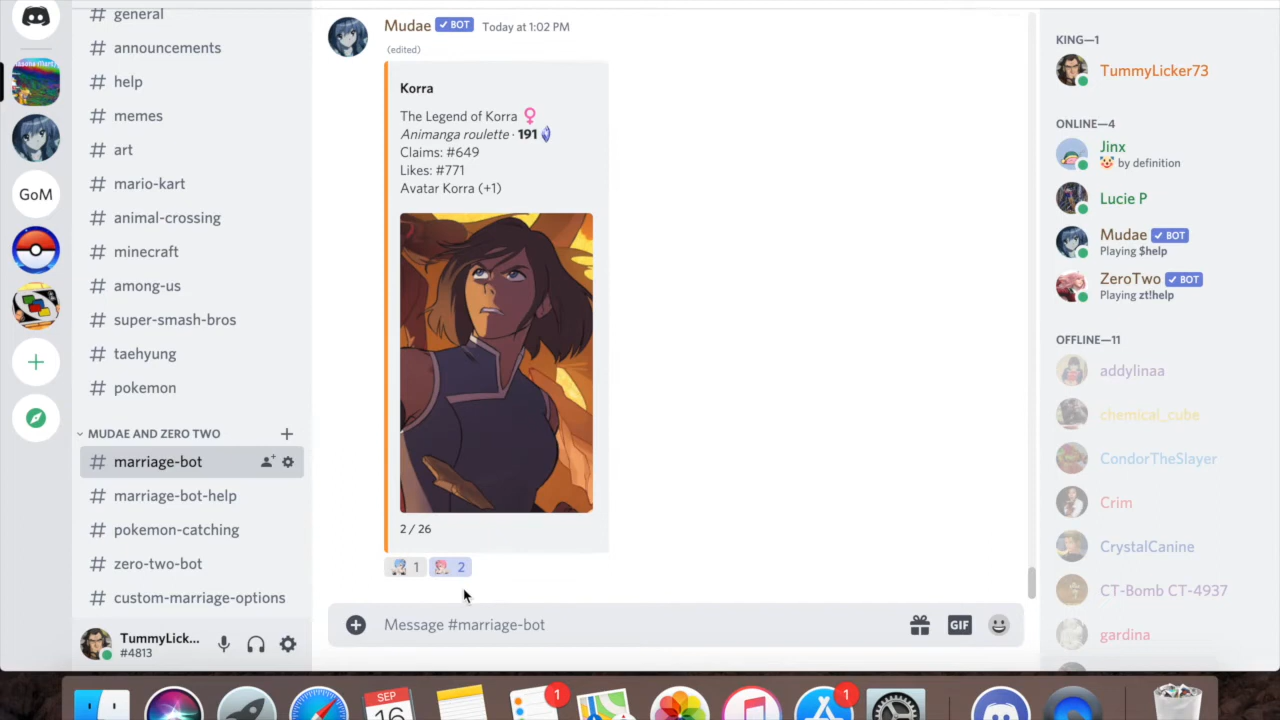 general
announcements
help
memes
art
mario-kart
animal-crossing
minecraft
among-us
super-smash-bros
taehyung
pokemon
MUDAE AND ZERO TWO
marriage-bot
marriage-bot-help
pokemon-catching
zero-two-bot
custom-marriage-options
GoM
TummyLick...
#4813
Mudae ✓ BOT Today at 1:02 PM
(edited)
Korra
The Legend of Korra
Animanga roulette · 191
Claims: #649
Likes: #771
Avatar Korra (+1)
2 / 26
1 2
Message #marriage-bot
GIF
KING—1
TummyLicker73
ONLINE—4
Jinx
🤡 by definition
Lucie P
Mudae ✓ BOT
Playing $help
ZeroTwo ✓ BOT
Playing zt!help
OFFLINE—11
addylinaa
chemical_cube
CondorTheSlayer
Crim
CrystalCanine
CT-Bomb CT-4937
gardina
SEP
16
1
1